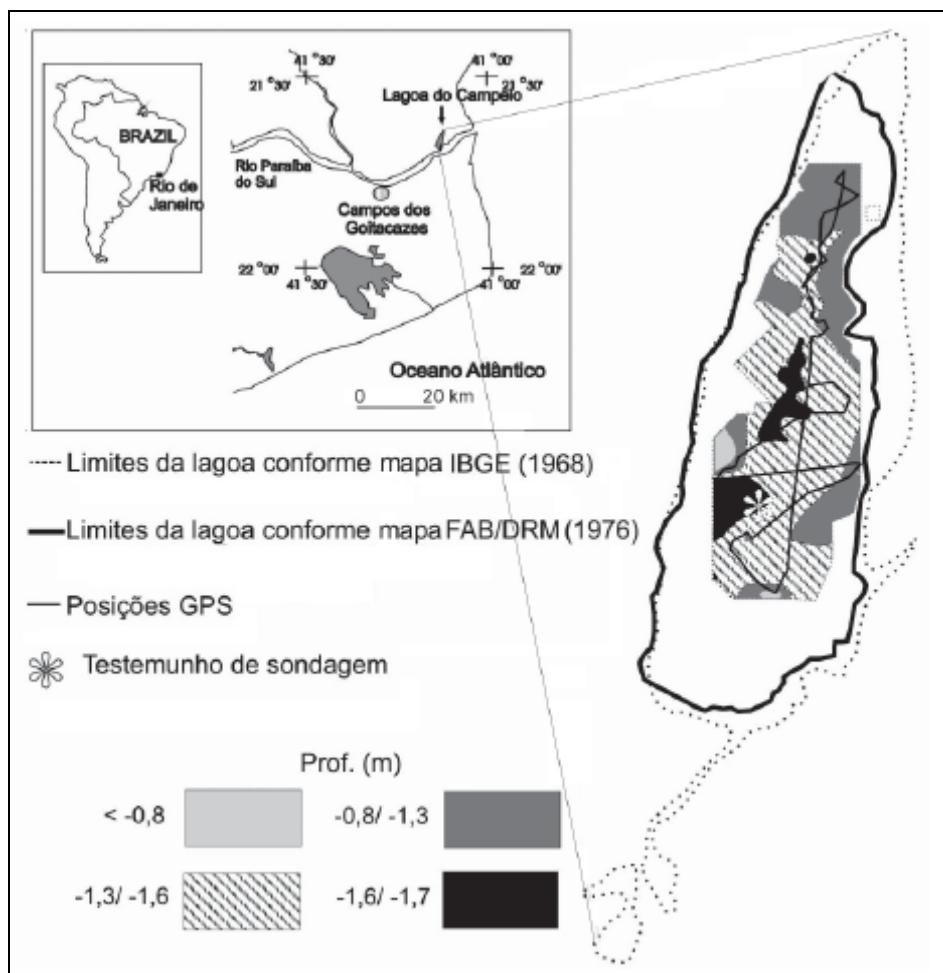 BRAZIL
Rio de
Janeiro
41 °30'
21 °30'
41 °00'
21 °30'
Lagoa do Campelo
Rio Paraíba
do Sul
Campos dos
Goitacazes
22 °00'
41 °30'
22 °00'
41 °00'
Oceano Atlântico
0 20 km
Limites da lagoa conforme mapa IBGE (1968)
Limites da lagoa conforme mapa FAB/DRM (1976)
Posições GPS
Testemunho de sondagem
Prof. (m)
< -0,8 -0,8/ -1,3
-1,3/ -1,6 -1,6/ -1,7